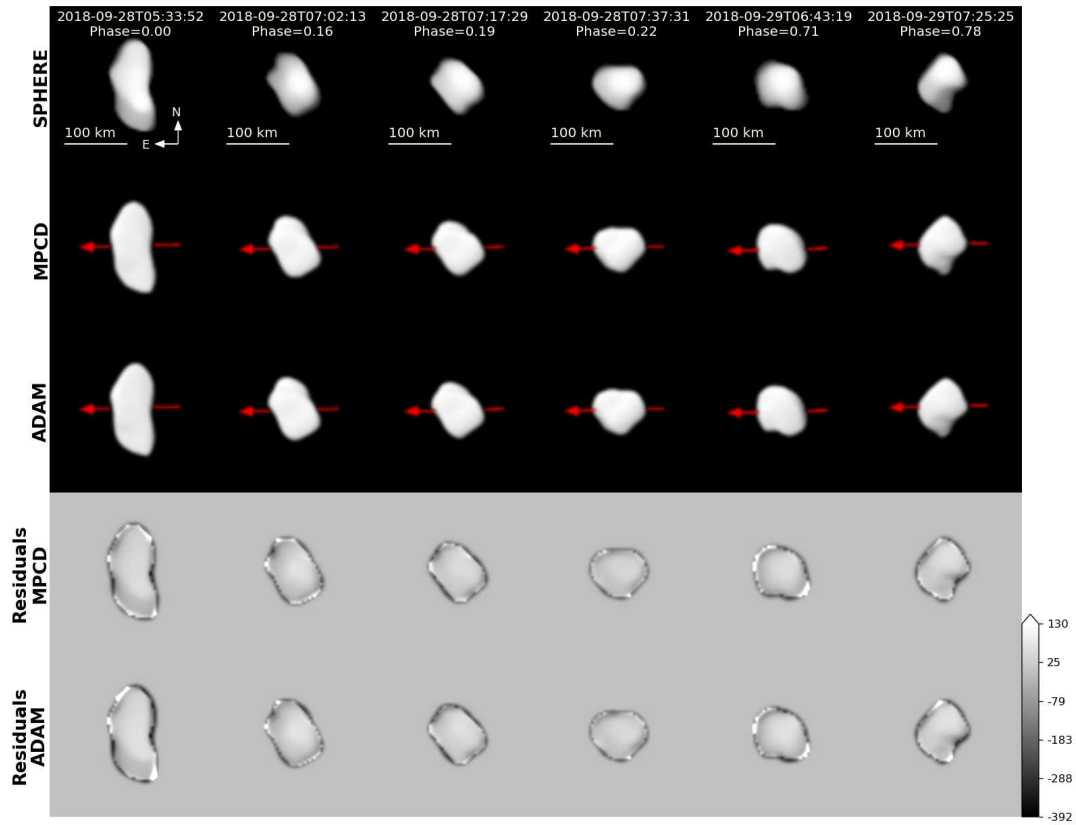 2018-09-28T05:33:52 2018-09-28T07:02:13 2018-09-28T07:17:29 2018-09-28T07:37:31 2018-09-29T06:43:19 2018-09-29T07:25:25
Phase=0.00 Phase=0.16 Phase=0.19 Phase=0.22 Phase=0.71 Phase=0.78
SPHERE
N
100 km 100 km 100 km 100 km 100 km 100 km
E
MPCD
ADAM
Residuals
MPCD
130
25
-79
-183
-288
-392
Residuals
ADAM